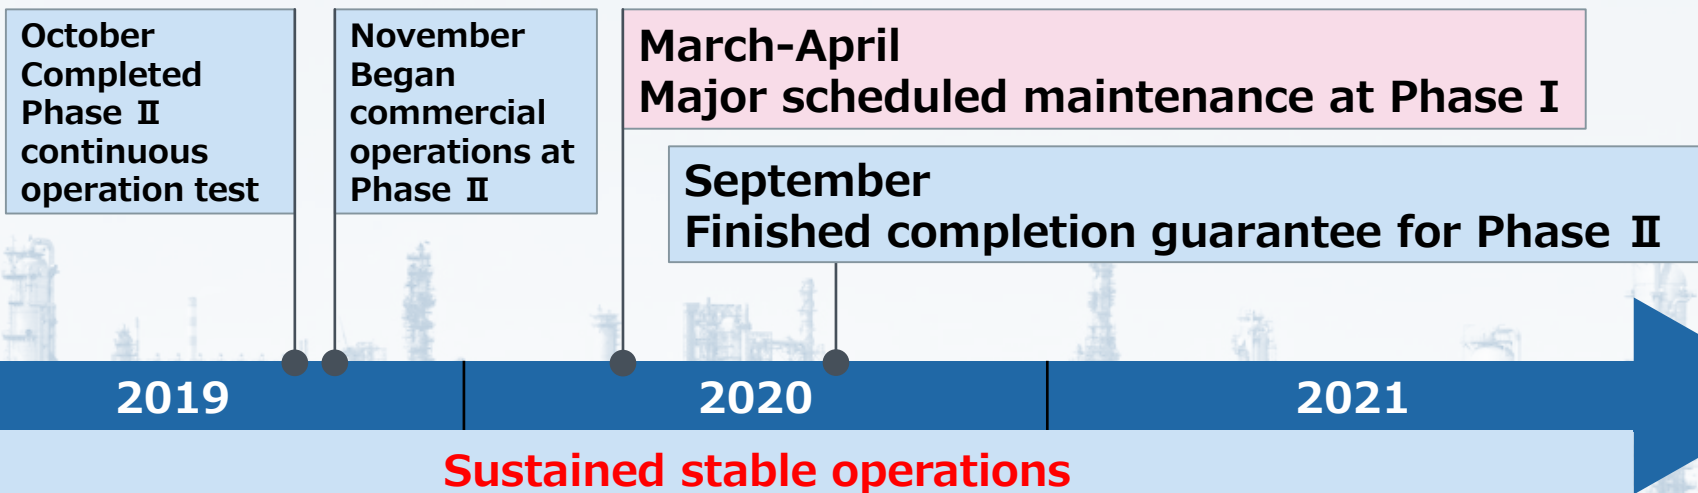 October
Completed
Phase Ⅱ
continuous
operation test
November
Began
commercial
operations at
Phase Ⅱ
March-April
Major scheduled maintenance at Phase Ⅰ
September
Finished completion guarantee for Phase Ⅱ
2019
2020
2021
Sustained stable operations